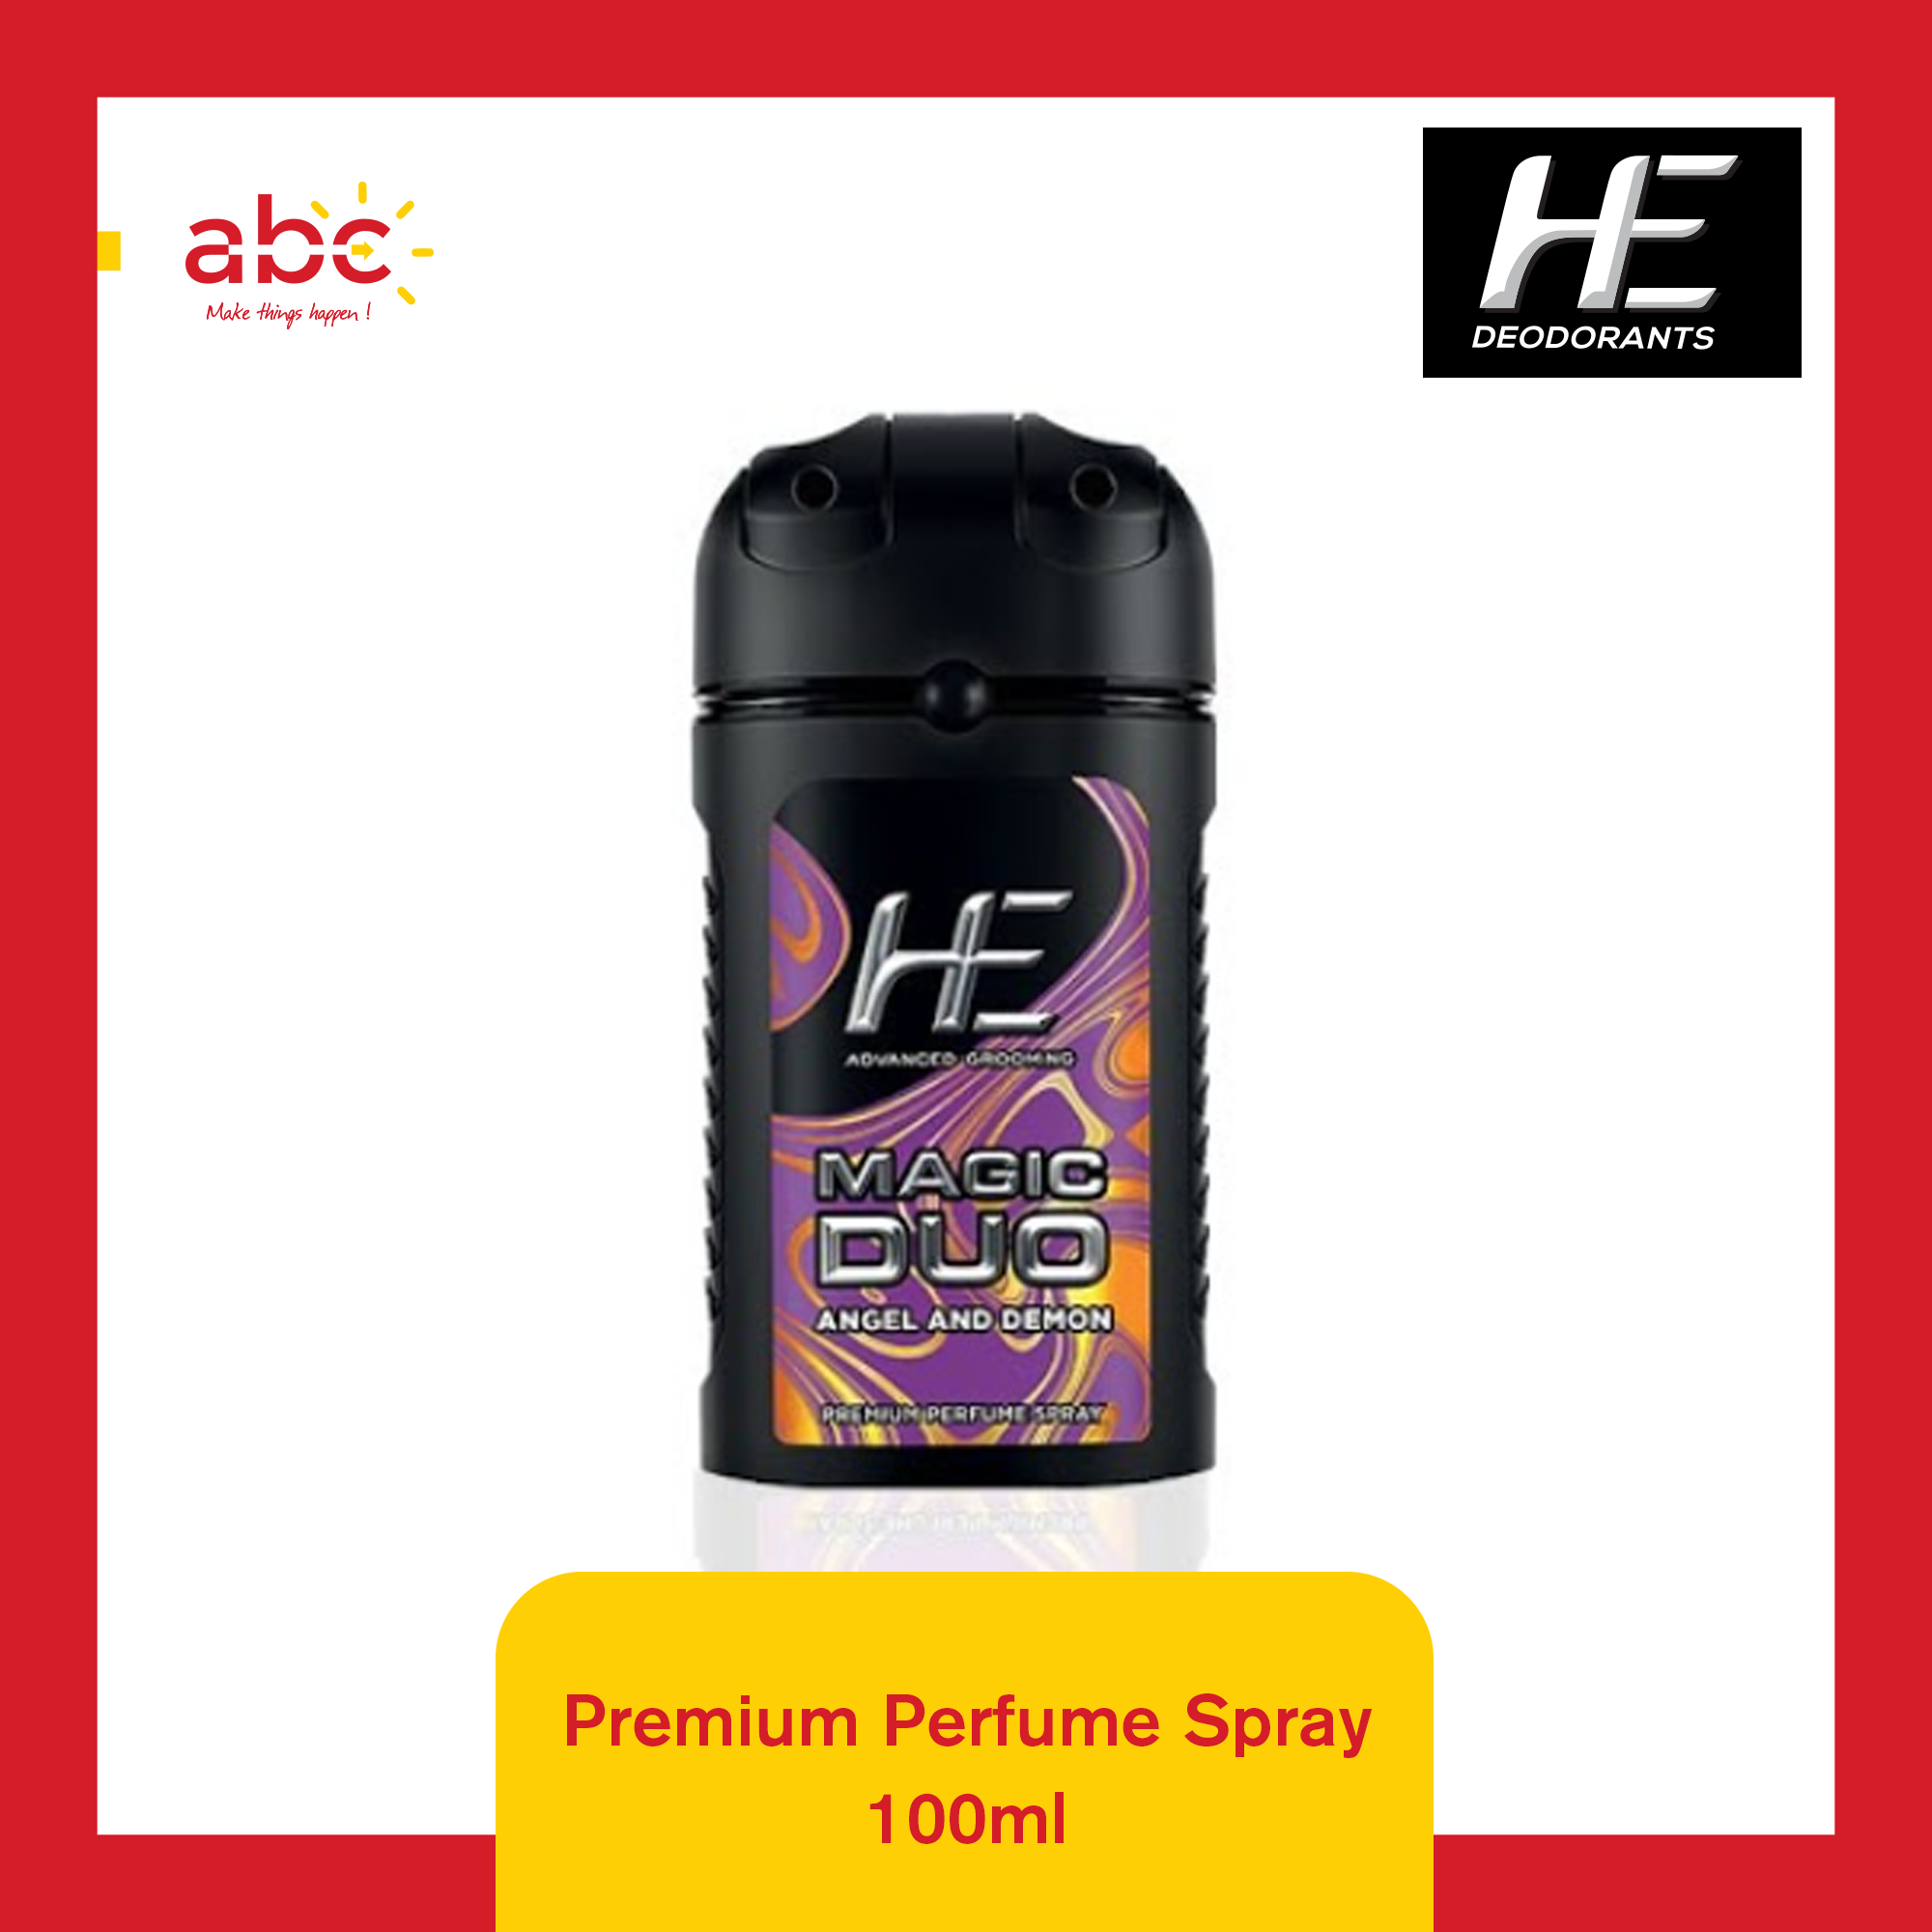 abc
Make things happen !
HE
DEODORANTS
HE
ADVANCED GROOMING
MAGIC
DUO
ANGEL AND DEMON
PREMIUM PERFUME SPRAY
Premium Perfume Spray
100ml